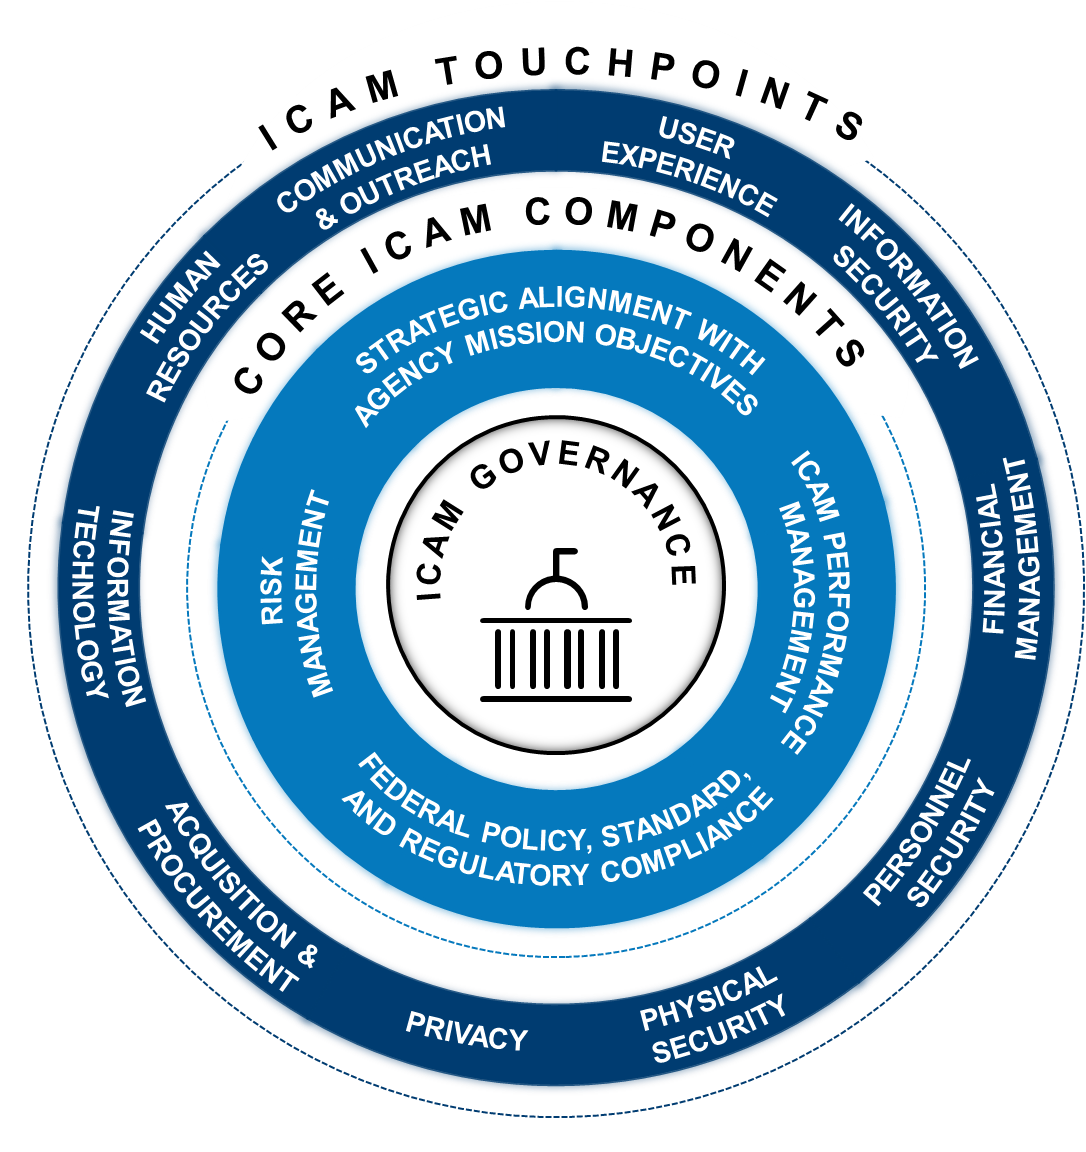 ICAM TOUCHPOINTS
COMMUNICATION
& OUTREACH
USER
EXPERIENCE
INFORMATION
SECURITY
FINANCIAL
MANAGEMENT
PERSONNEL
SECURITY
PHYSICAL
SECURITY
PRIVACY
ACQUISITION &
PROCUREMENT
INFORMATION
TECHNOLOGY
HUMAN
RESOURCES
CORE ICAM COMPONENTS
STRATEGIC ALIGNMENT WITH
AGENCY MISSION OBJECTIVES
ICAM PERFORMANCE
MANAGEMENT
FEDERAL POLICY, STANDARD,
AND REGULATORY COMPLIANCE
RISK
MANAGEMENT
ICAM GOVERNANCE